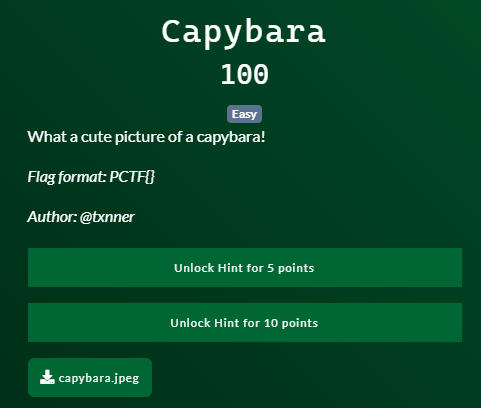 Capybara
100
Easy
What a cute picture of a capybara!
Flag format: PCTF{}
Author: @txnner
Unlock Hint for 5 points
Unlock Hint for 10 points
capybara.jpeg